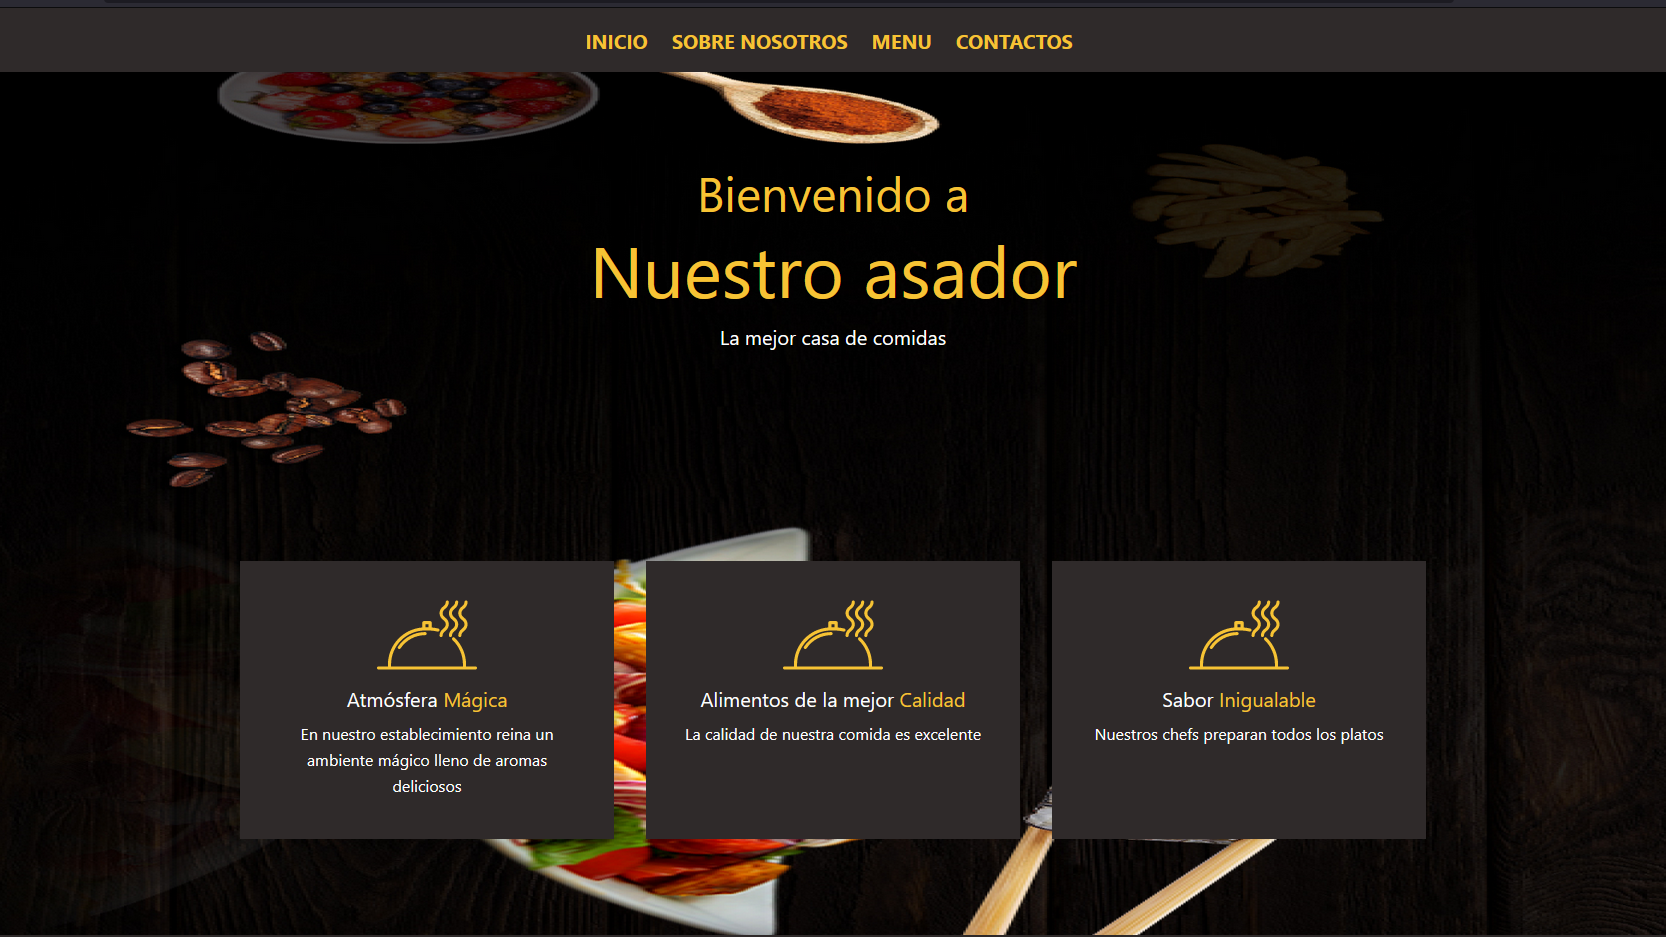 INICIO SOBRE NOSOTROS MENU CONTACTOS
Bienvenido a
Nuestro asador
La mejor casa de comidas
Atmósfera Mágica
En nuestro establecimiento reina un
ambiente mágico lleno de aromas
deliciosos
Alimentos de la mejor Calidad
La calidad de nuestra comida es excelente
Sabor Inigualable
Nuestros chefs preparan todos los platos